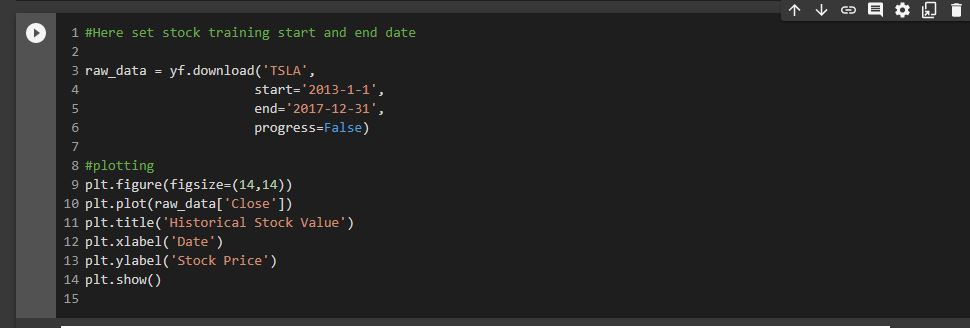 1 #Here set stock training start and end date
2
3 raw_data = yf.download('TSLA',
4                       start='2013-1-1',
5                       end='2017-12-31',
6                       progress=False)
7
8 #plotting
9 plt.figure(figsize=(14,14))
10 plt.plot(raw_data['Close'])
11 plt.title('Historical Stock Value')
12 plt.xlabel('Date')
13 plt.ylabel('Stock Price')
14 plt.show()
15